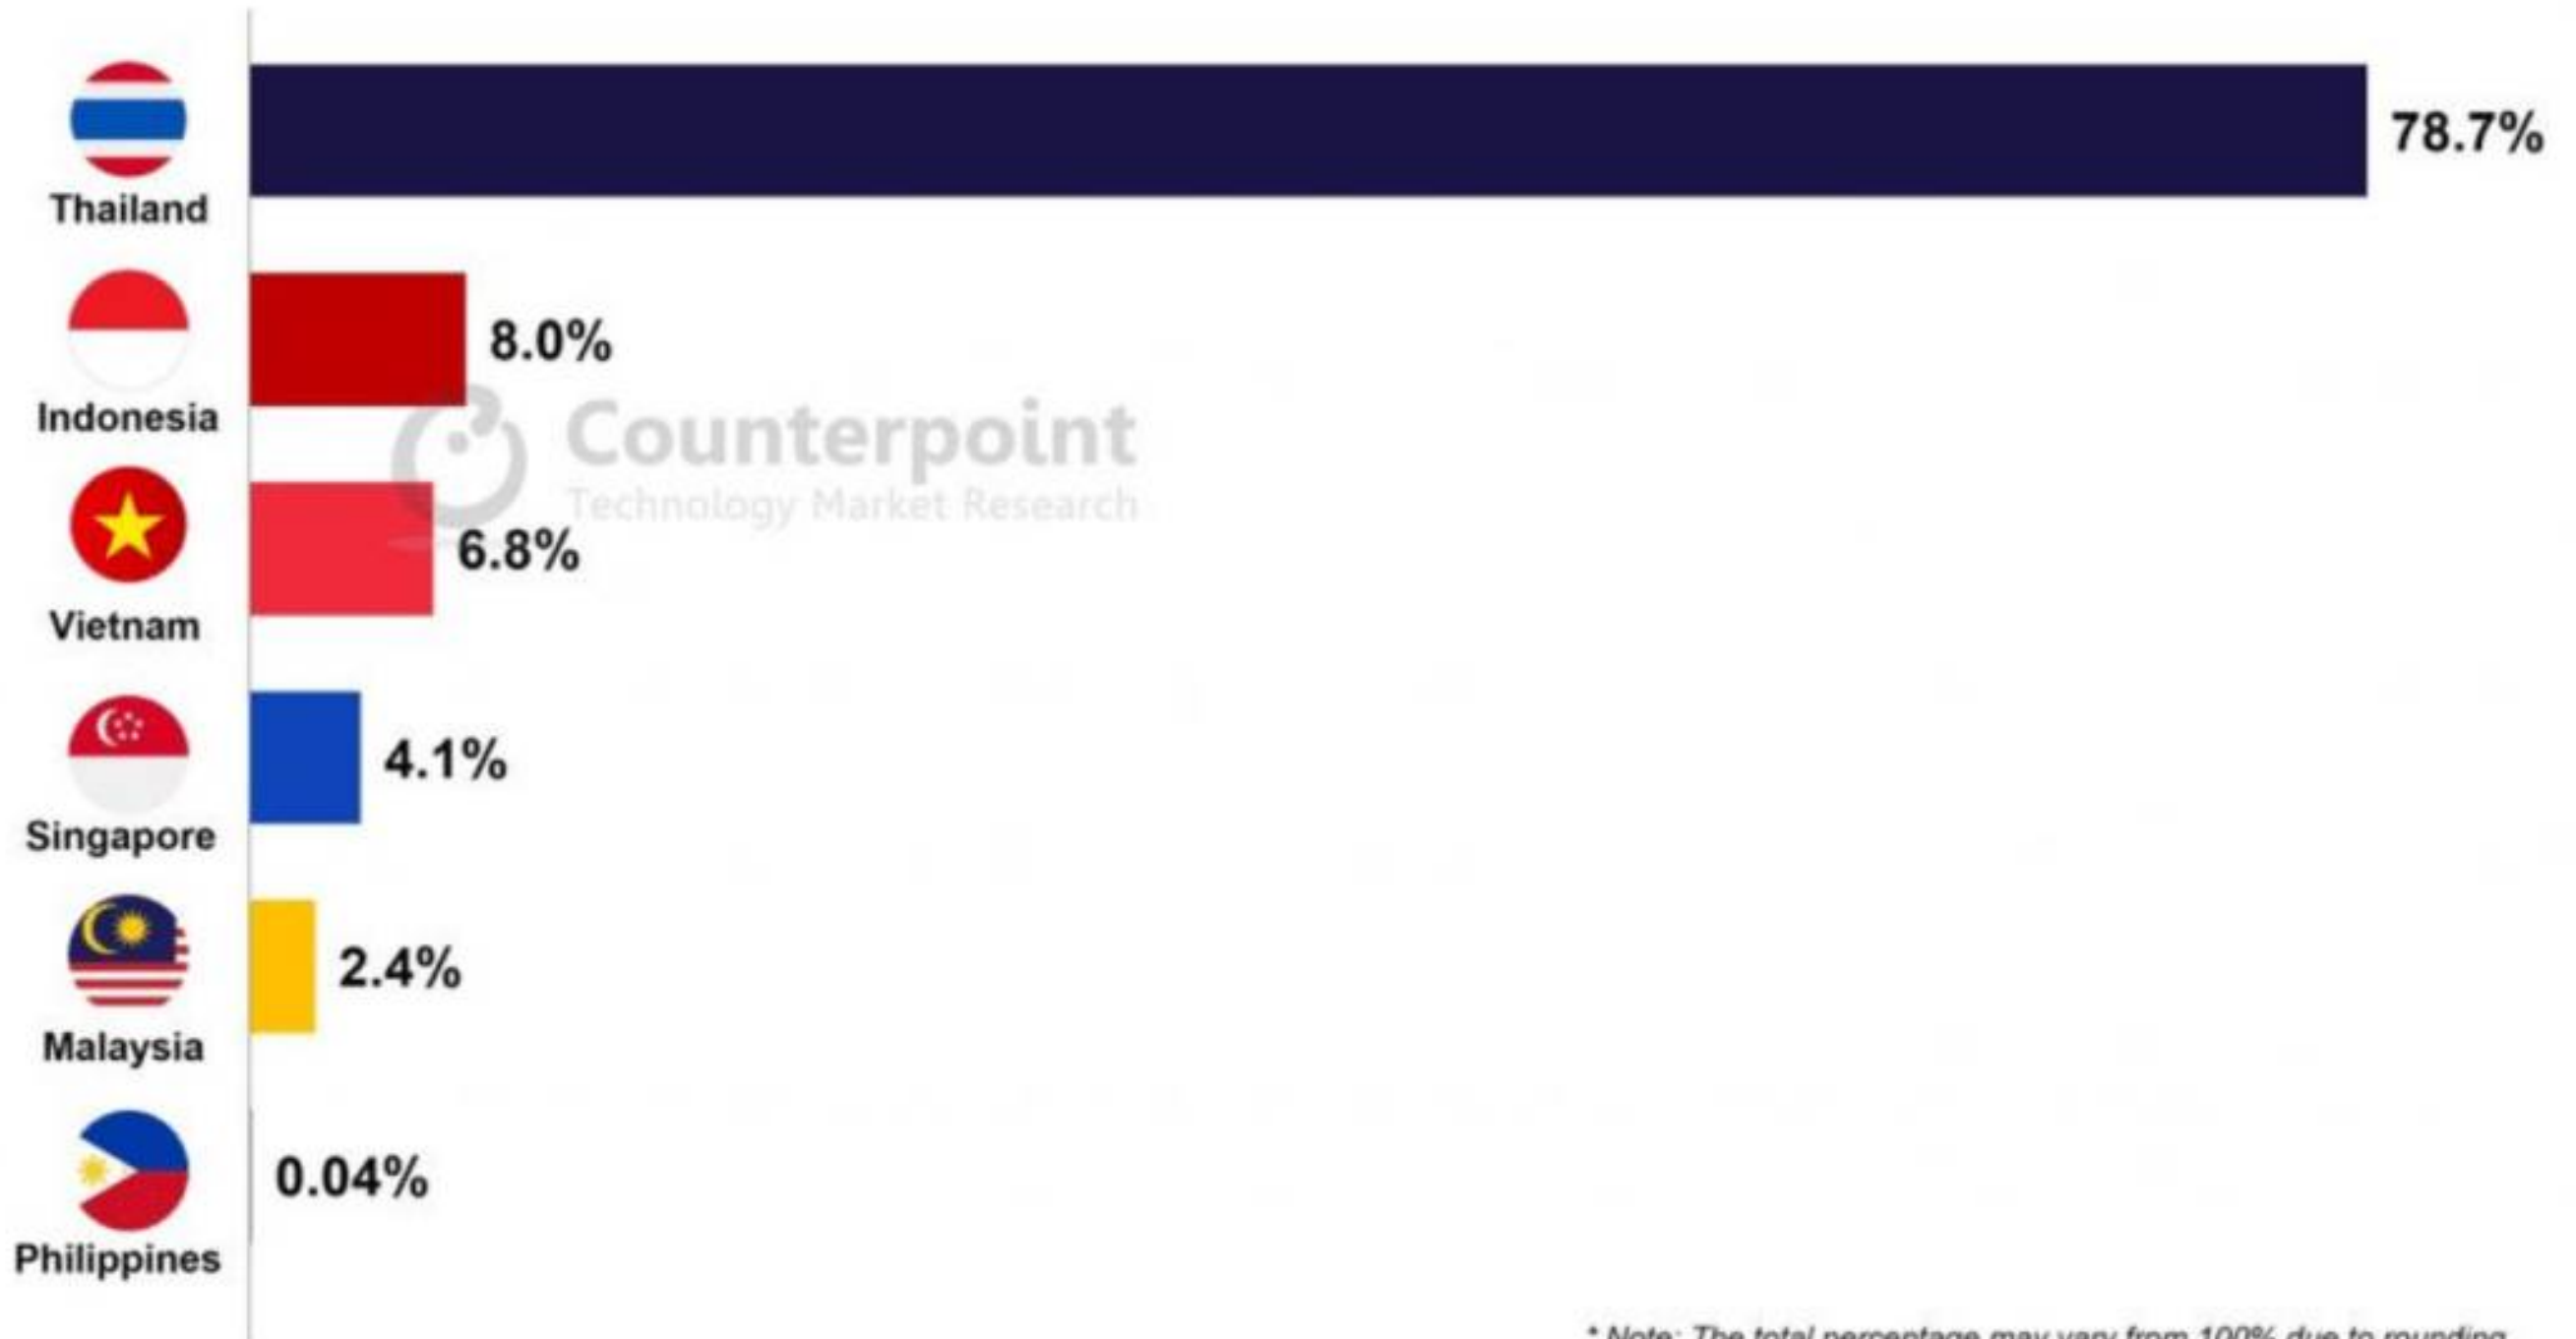 78.7%
Thailand
8.0%
Indonesia
Counterpoint
Technology Market Research
6.8%
Vietnam
4.1%
Singapore
2.4%
Malaysia
0.04%
Philippines
* Note: The total percentage may vary from 100% due to rounding